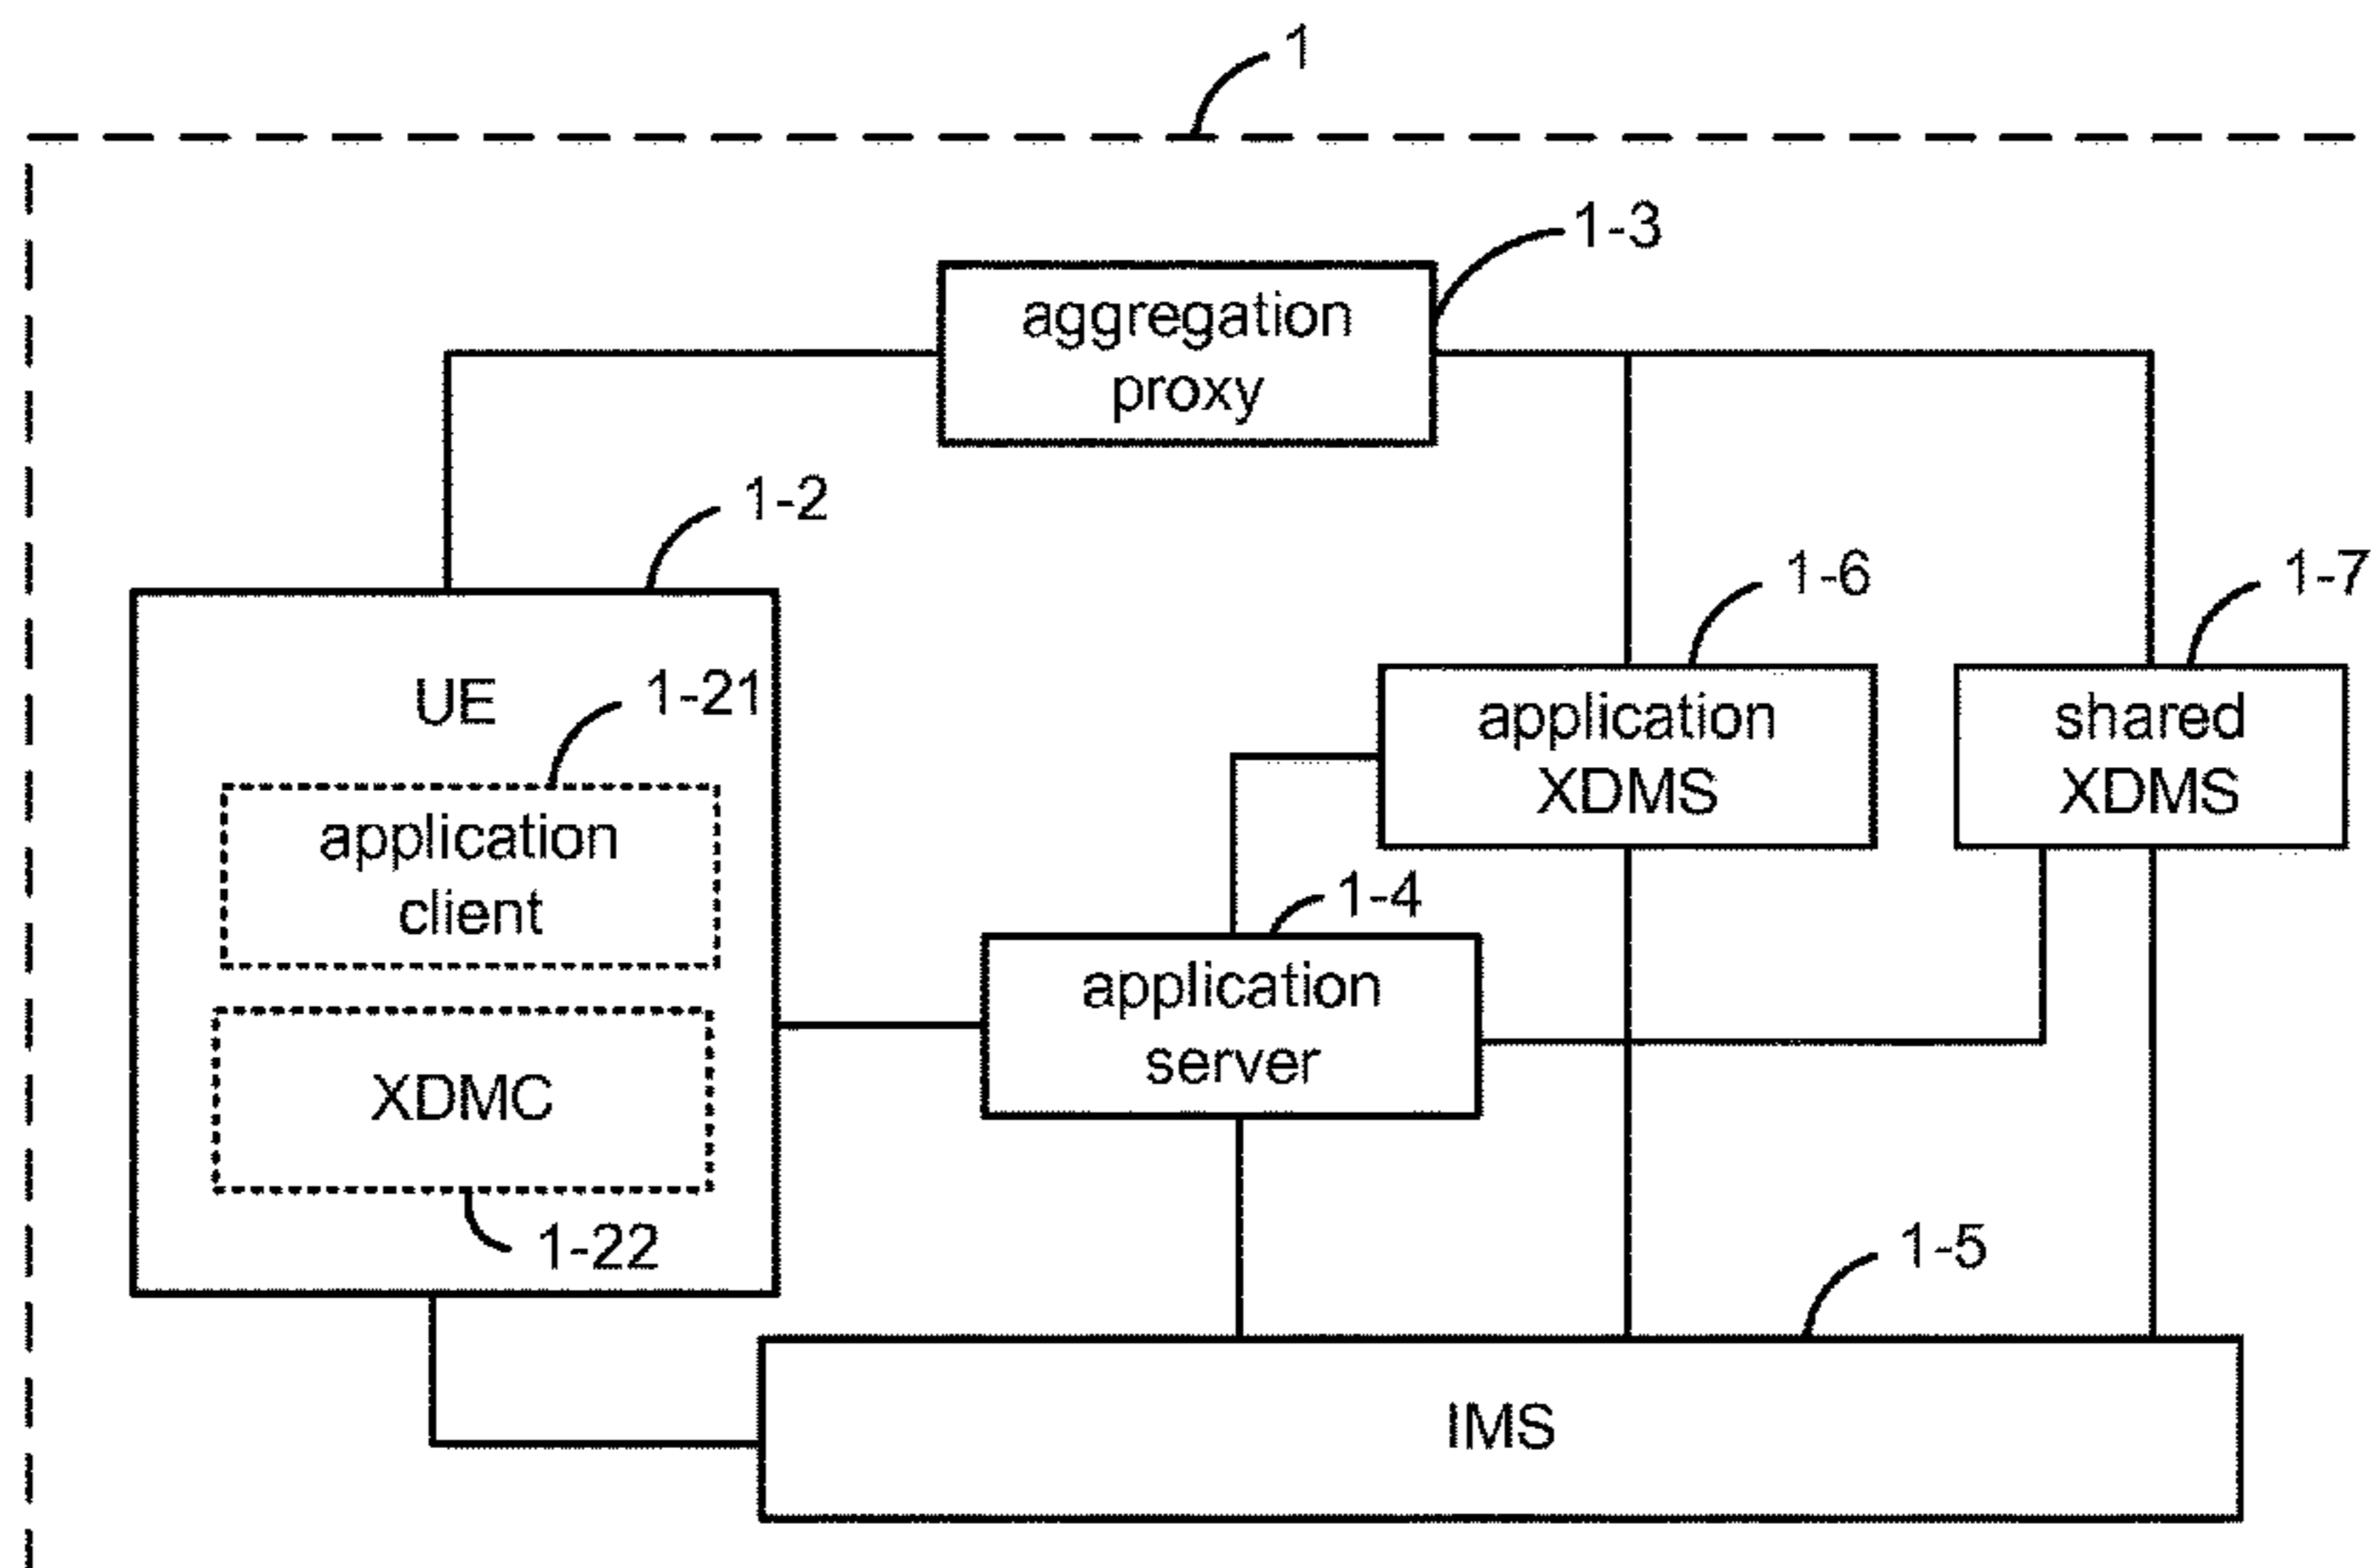 1
1-3
aggregation
proxy
1-2
1-6
1-7
UE
1-21
application
XDMS
shared
XDMS
application
client
1-4
application
server
XDMC
1-22
1-5
IMS